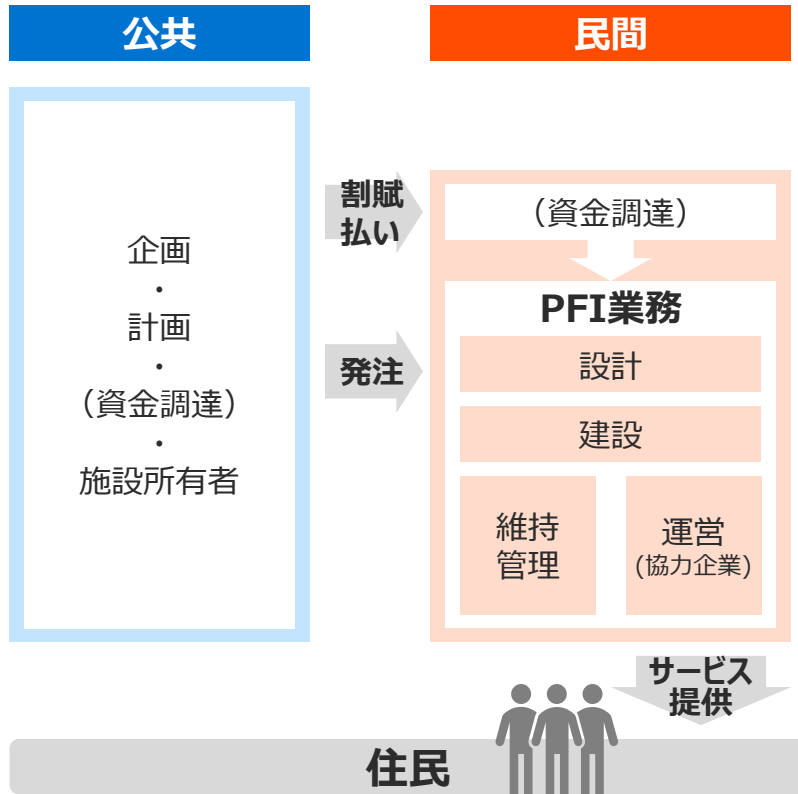 公共
民間
企画
・
計画
・
（資金調達）
・
施設所有者
割賦
払い
発注
（資金調達）
PFI業務
設計
建設
維持
管理
運営
(協力企業)
サービス
提供
住民